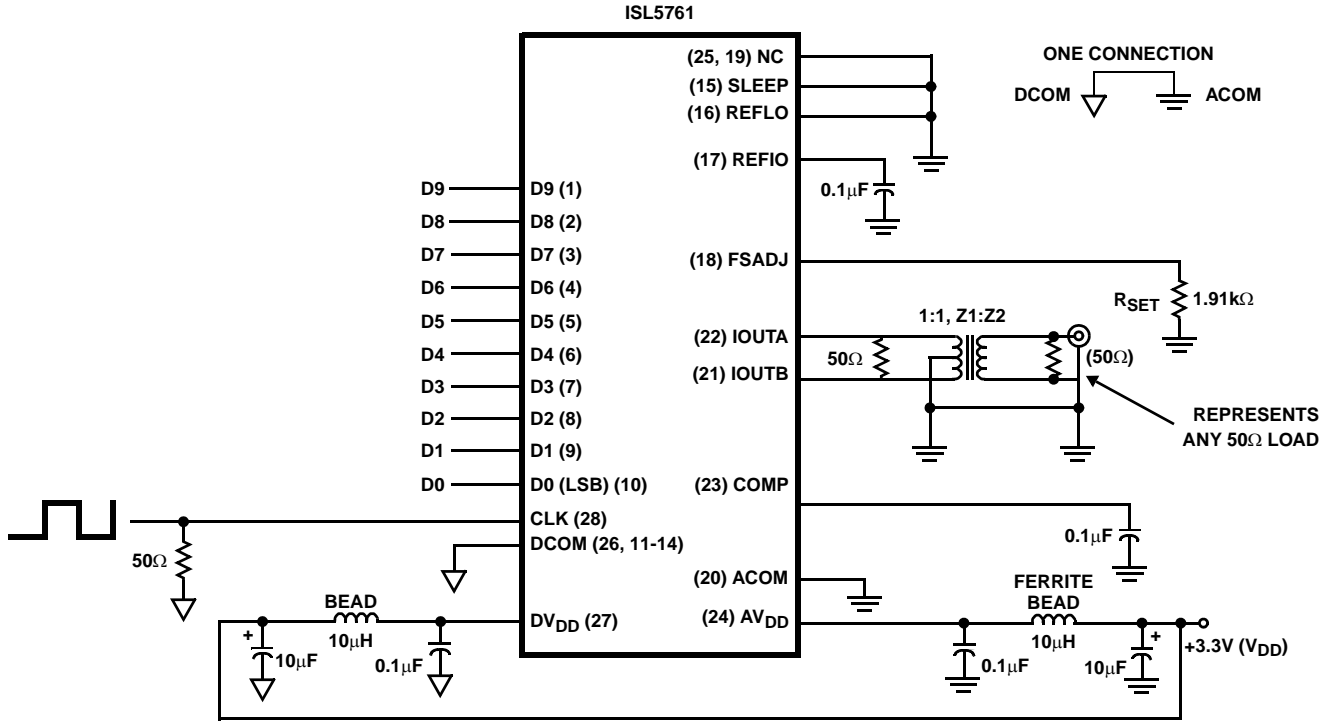 ISL5761
(25, 19) NC
(15) SLEEP
(16) REFLO
(17) REFIO
0.1µF
ONE CONNECTION
DCOM
ACOM
D9
D9 (1)
D8
D8 (2)
D7
D7 (3)
D6
D6 (4)
D5
D5 (5)
D4
D4 (6)
D3
D3 (7)
D2
D2 (8)
D1
D1 (9)
D0
D0 (LSB) (10)
CLK (28)
50Ω
DCOM (26, 11-14)
BEAD
+
10µF
10µH
0.1µF
DVDD (27)
(18) FSADJ
RSET
1.91kΩ
1:1, Z1:Z2
(22) IOUTA
50Ω
(50Ω)
(21) IOUTB
REPRESENTS
ANY 50Ω LOAD
(23) COMP
0.1µF
(20) ACOM
FERRITE
BEAD
(24) AVDD
10µH
+
0.1µF
10µF
+3.3V (VDD)